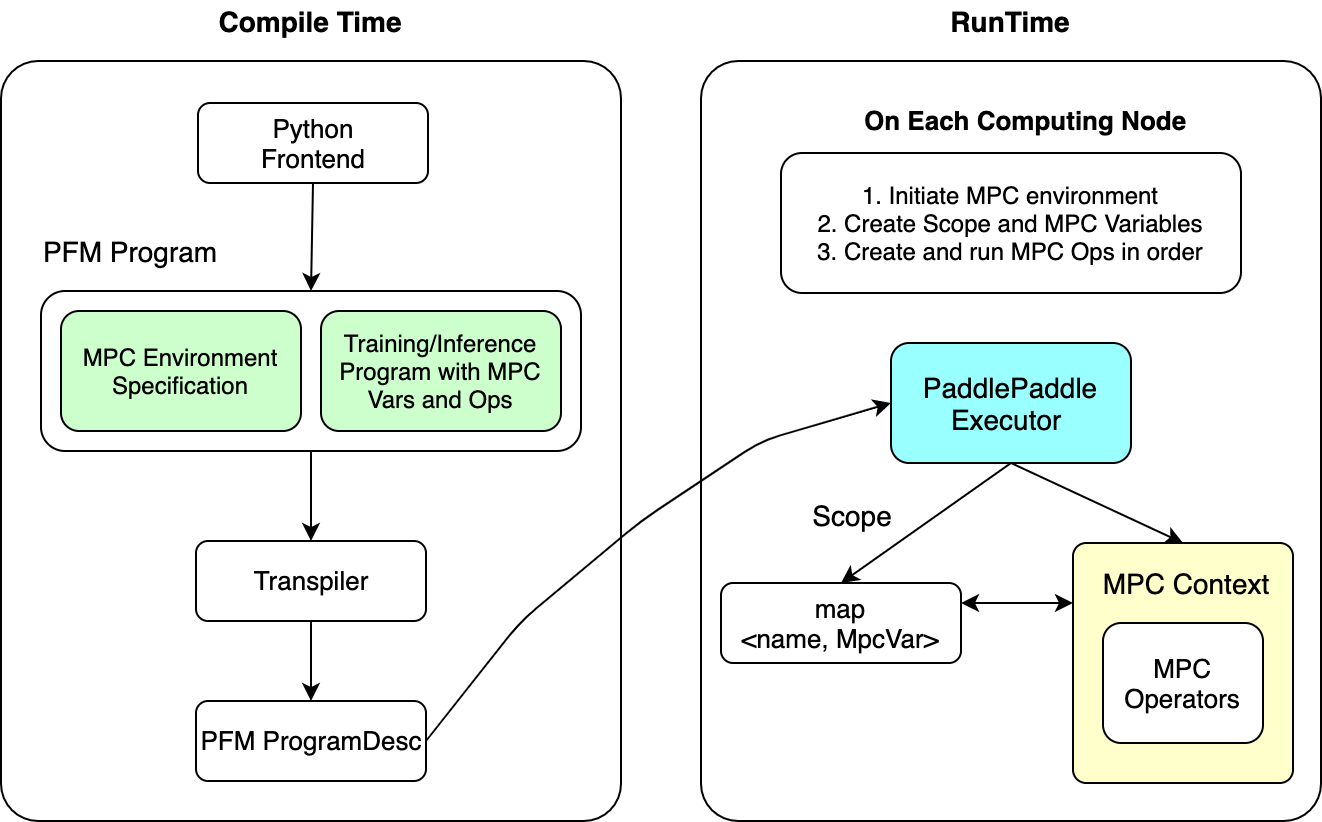 Compile Time
RunTime
Python
Frontend
PFM Program
MPC Environment
Specification
Training/Inference
Program with MPC
Vars and Ops
Transpiler
PFM ProgramDesc
On Each Computing Node
1. Initiate MPC environment
2. Create Scope and MPC Variables
3. Create and run MPC Ops in order
PaddlePaddle
Executor
Scope
map
<name, MpcVar>
MPC Context
MPC
Operators